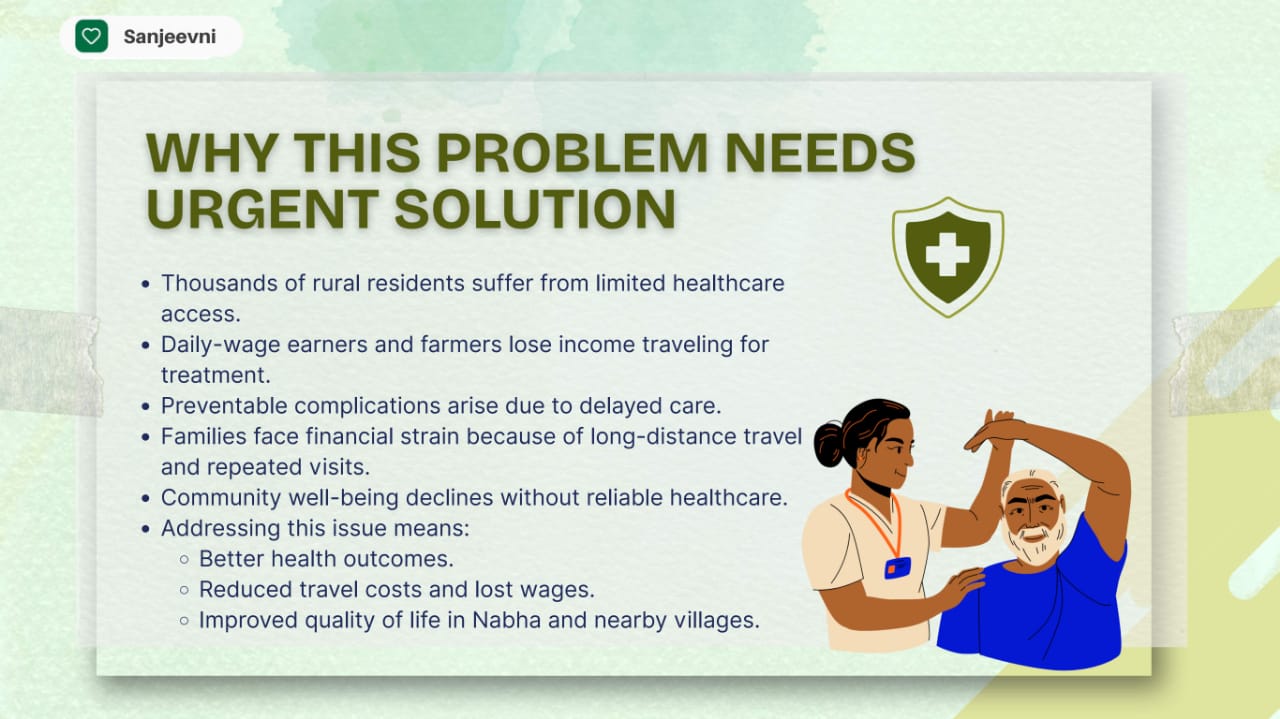 Sanjeevni
WHY THIS PROBLEM NEEDS
URGENT SOLUTION
• Thousands of rural residents suffer from limited healthcare
access.
• Daily-wage earners and farmers lose income traveling for
treatment.
• Preventable complications arise due to delayed care.
• Families face financial strain because of long-distance travel
and repeated visits.
• Community well-being declines without reliable healthcare.
• Addressing this issue means:
◦ Better health outcomes.
◦ Reduced travel costs and lost wages.
◦ Improved quality of life in Nabha and nearby villages.